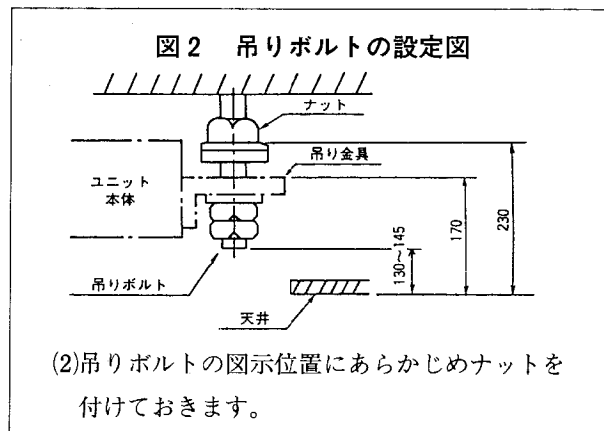 図2 吊りボルトの設定図
ナット
吊り金具
ユニット
本体
130~145
170
230
吊りボルト
天井
(2)吊りボルトの図示位置にあらかじめナットを
付けておきます。